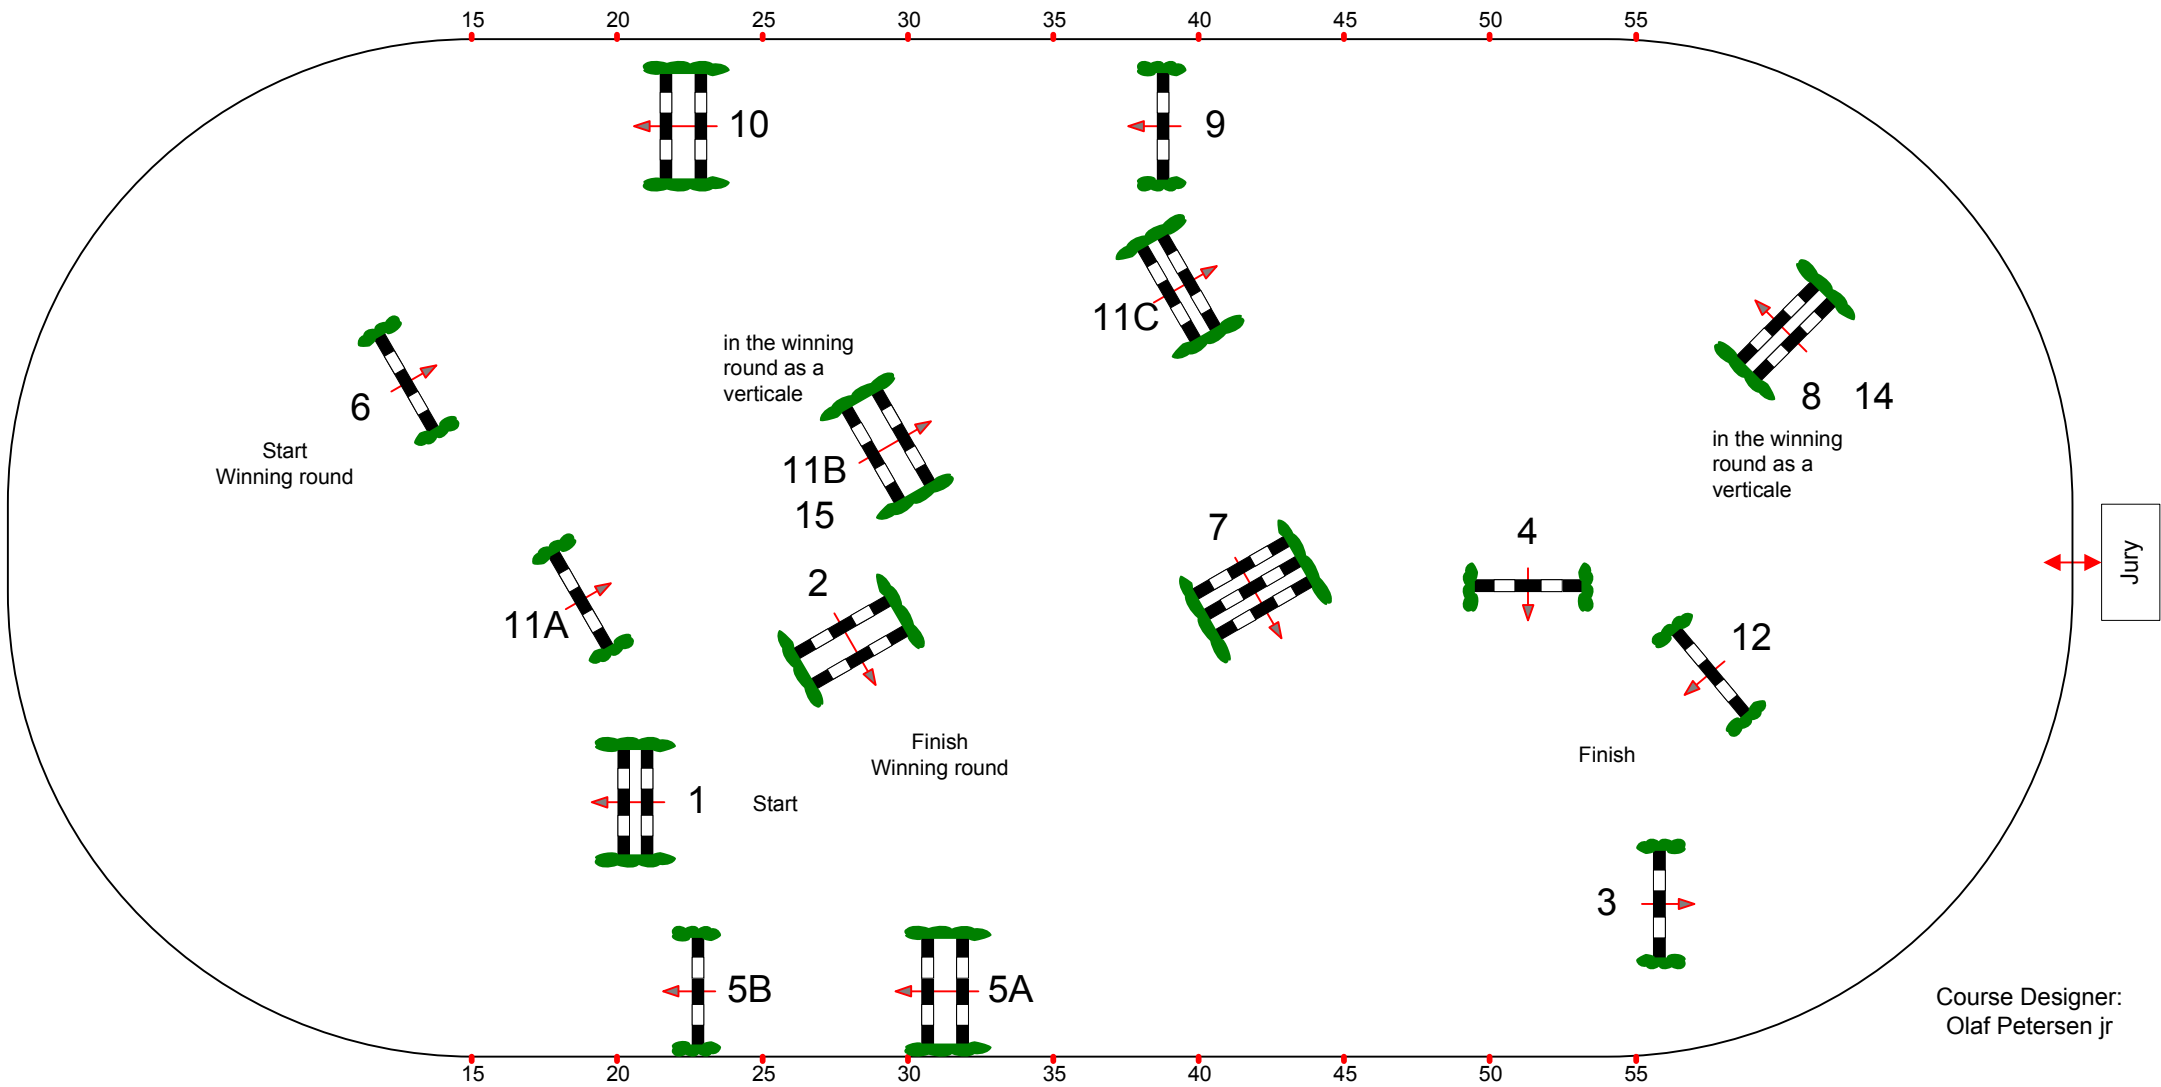 15 20 25 30 35 40 45 50 55
10
9
11C
in the winning
round as a
verticale
6
8 14
Start
Winning round
in the winning
round as a
verticale
11B
15
7
4
Jury
2
11A
12
Finish
Winning round
Finish
1
Start
3
5B
5A
Course Designer:
Olaf Petersen jr
15 20 25 30 35 40 45 50 55